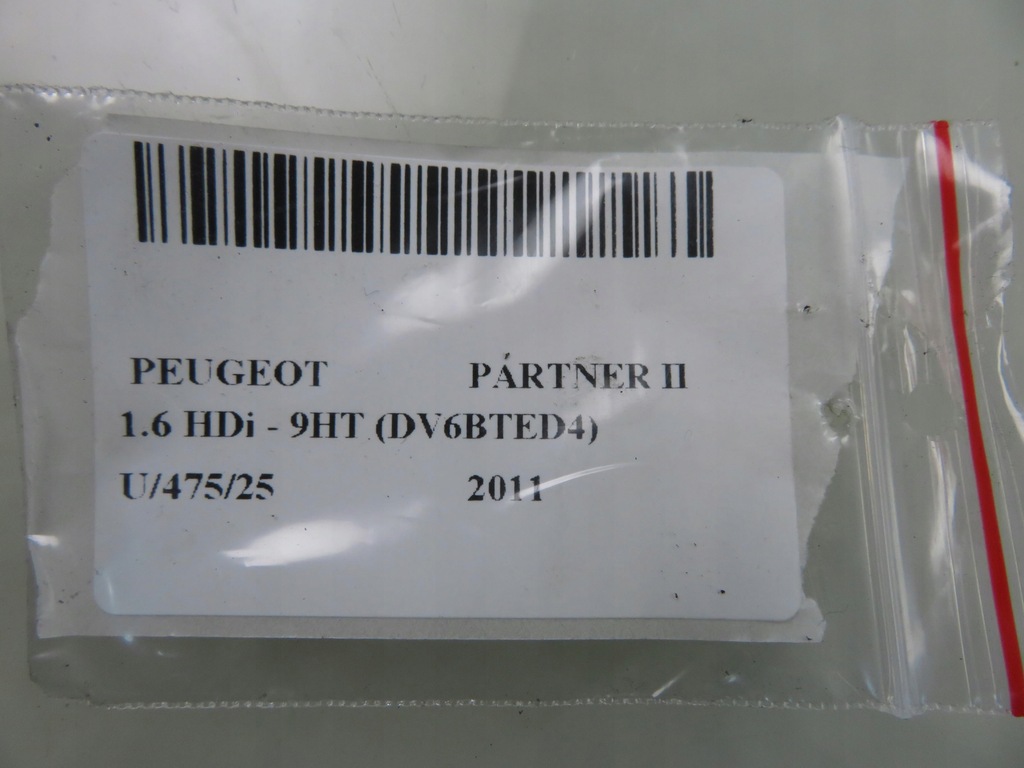 PEUGEOT PÁRTNER II
1.6 HDi - 9HT (DV6BTED4)
U/475/25 2011